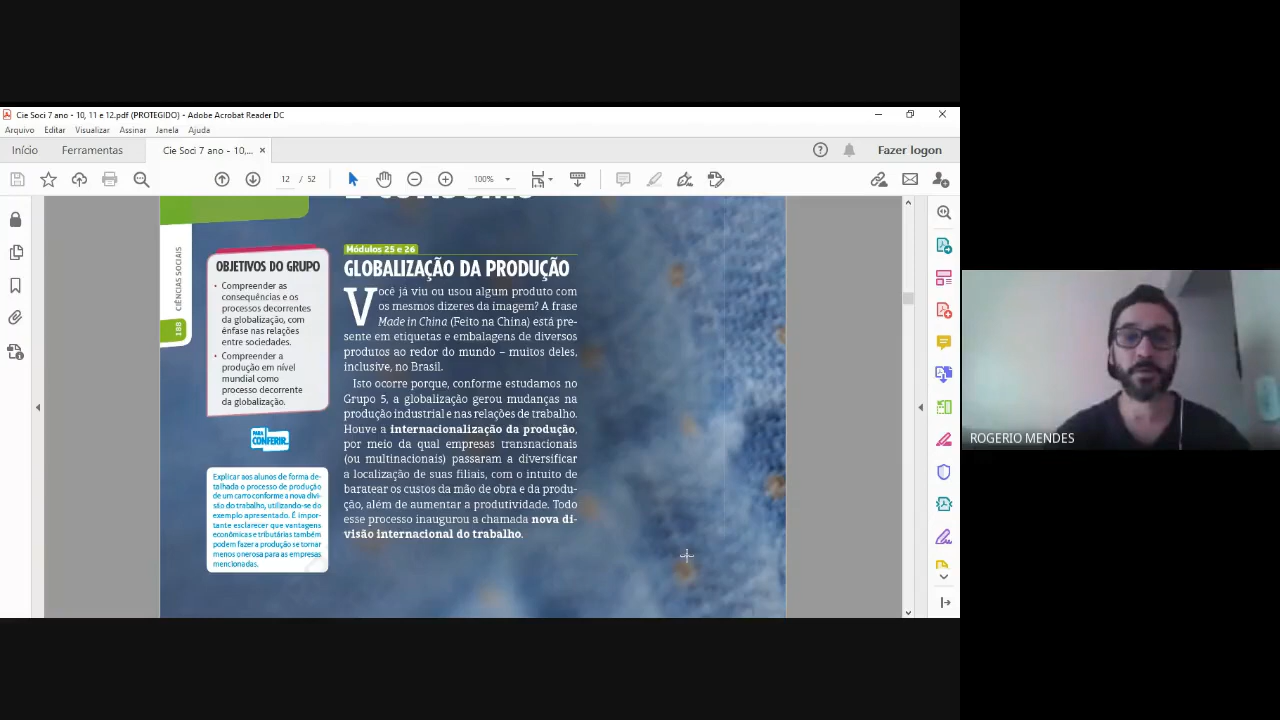 Cie Soci 7 ano - 10, 11 e 12.pdf (PROTEGIDO) - Adobe Acrobat Reader DC
Arquivo Editar Visualizar Assinar Janela Ajuda
Início Ferramentas Cie Soci 7 ano - 10,... × Fazer logon
12 / 52 100%
CIÊNCIAS SOCIAIS
188
OBJETIVOS DO GRUPO
• Compreender as
consequências e os
processos decorrentes
da globalização, com
ênfase nas relações
entre sociedades.
• Compreender a
produção em nível
mundial como
processo decorrente
da globalização.
PARA
CONFERIR
Explicar aos alunos de forma de-
talhada o processo de produção
de um carro conforme a nova divi-
são do trabalho, utilizando-se do
exemplo apresentado. É impor-
tante esclarecer que vantagens
econômicas e tributárias também
podem fazer a produção se tornar
menos onerosa para as empresas
mencionadas.
Módulos 25 e 26
GLOBALIZAÇÃO DA PRODUÇÃO
Você já viu ou usou algum produto com
os mesmos dizeres da imagem? A frase
Made in China (Feito na China) está pre-
sente em etiquetas e embalagens de diversos
produtos ao redor do mundo – muitos deles,
inclusive, no Brasil.
Isto ocorre porque, conforme estudamos no
Grupo 5, a globalização gerou mudanças na
produção industrial e nas relações de trabalho.
Houve a internacionalização da produção,
por meio da qual empresas transnacionais
(ou multinacionais) passaram a diversificar
a localização de suas filiais, com o intuito de
baratear os custos da mão de obra e da produ-
ção, além de aumentar a produtividade. Todo
esse processo inaugurou a chamada nova di-
visão internacional do trabalho.
ROGERIO MENDES